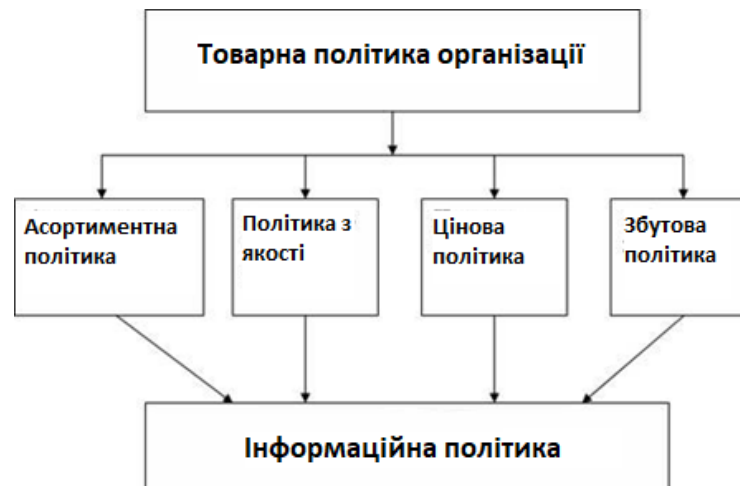 Товарна політика організації
Асортиментна
політика
Політика з
якості
Цінова
політика
Збутова
політика
Інформаційна політика